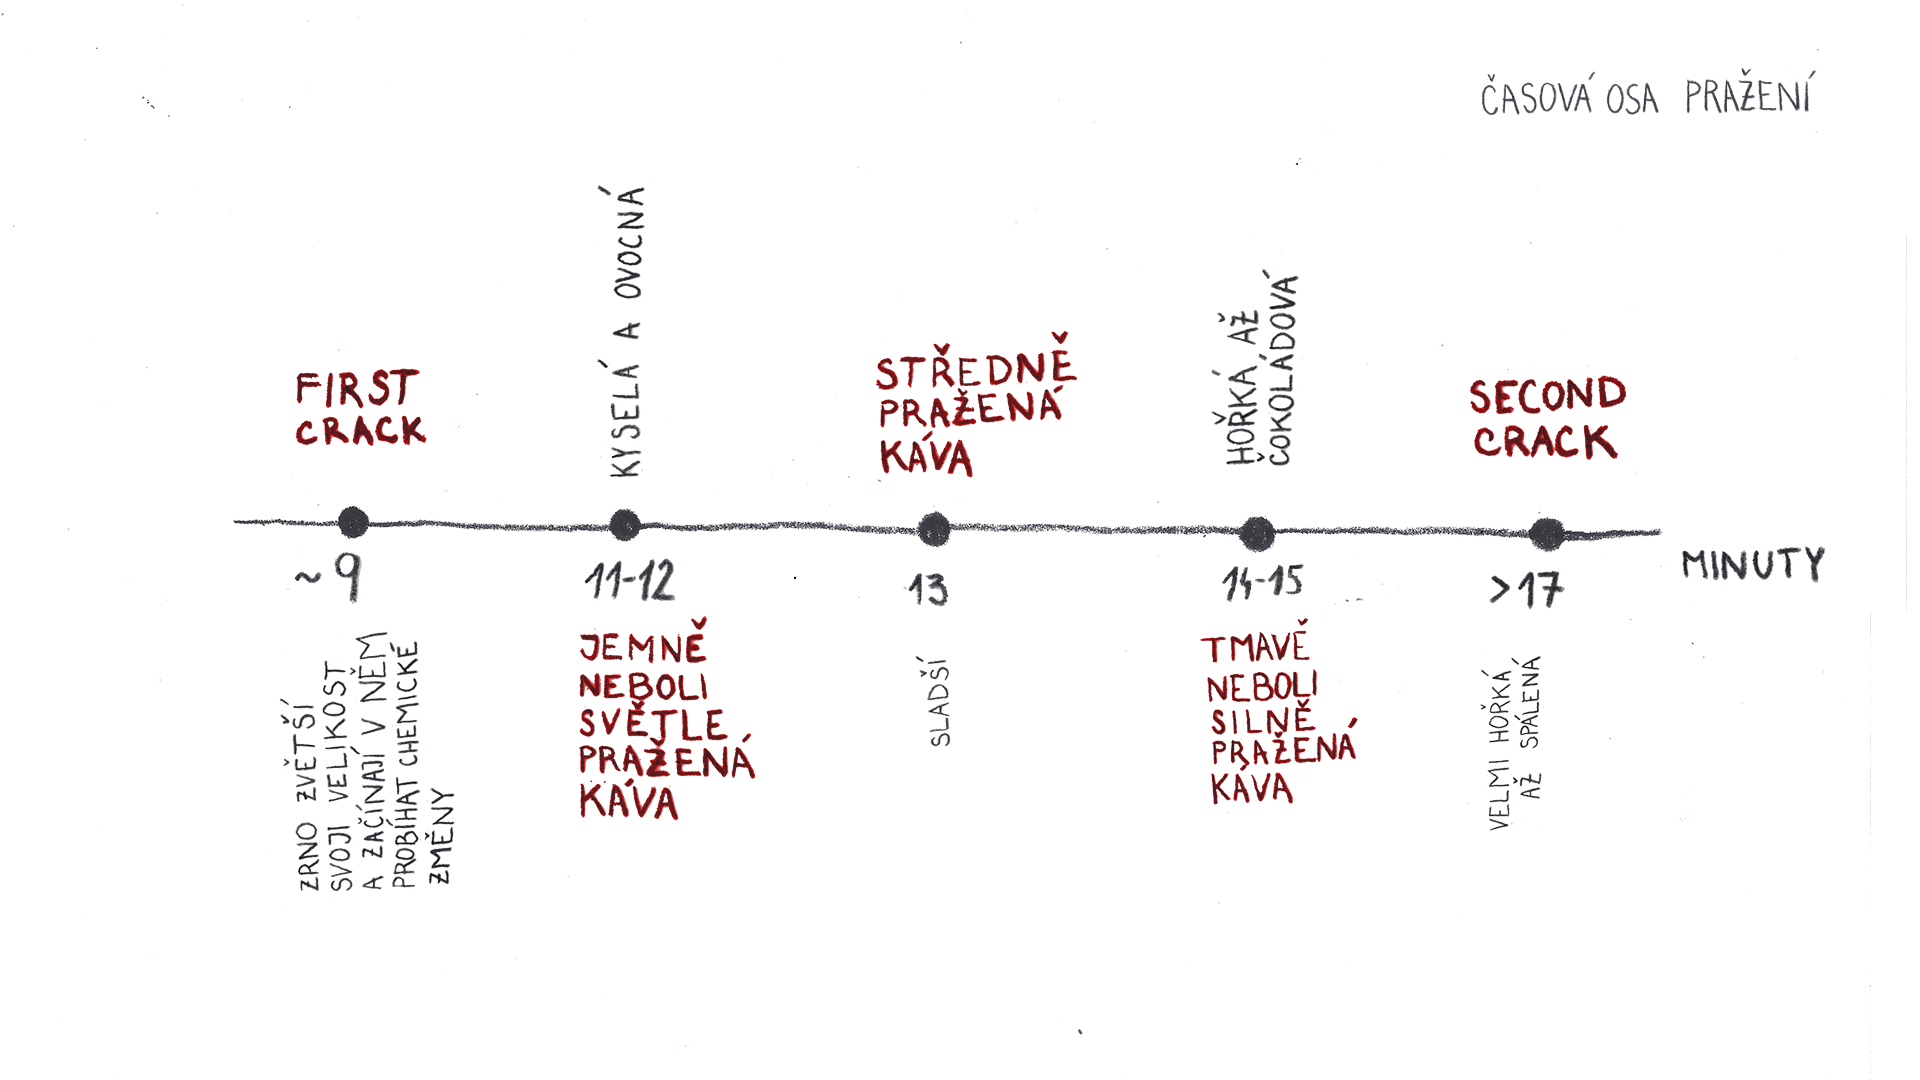 ČASOVÁ OSA PRAŽENÍ
FIRST
CRACK
~9
ZRNO ZVĚTŠÍ
SVOJI VELIKOST
A ZAČÍNAJÍ V NĚM
PROBÍHAT CHEMICKÉ
ZMĚNY
KYSELÁ A OVOCNÁ
11-12
JEMNĚ
NEBOLI
SVĚTLE
PRAŽENÁ
KÁVA
STŘEDNĚ
PRAŽENÁ
KÁVA
13
SLADŠÍ
HOŘKÁ AŽ
ČOKOLÁDOVÁ
14-15
TMAVĚ
NEBOLI
SILNĚ
PRAŽENÁ
KÁVA
SECOND
CRACK
>17
VELMI HOŘKÁ
AŽ SPÁLENÁ
MINUTY